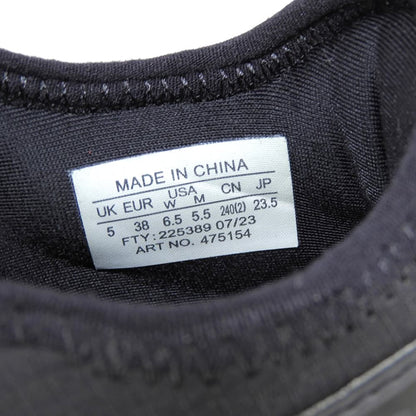 MADE IN CHINA
USA
UK EUR W M CN JP
5 38 6.5 5.5 240(2) 23.5
FTY: 225389 07/23
ART NO. 475154